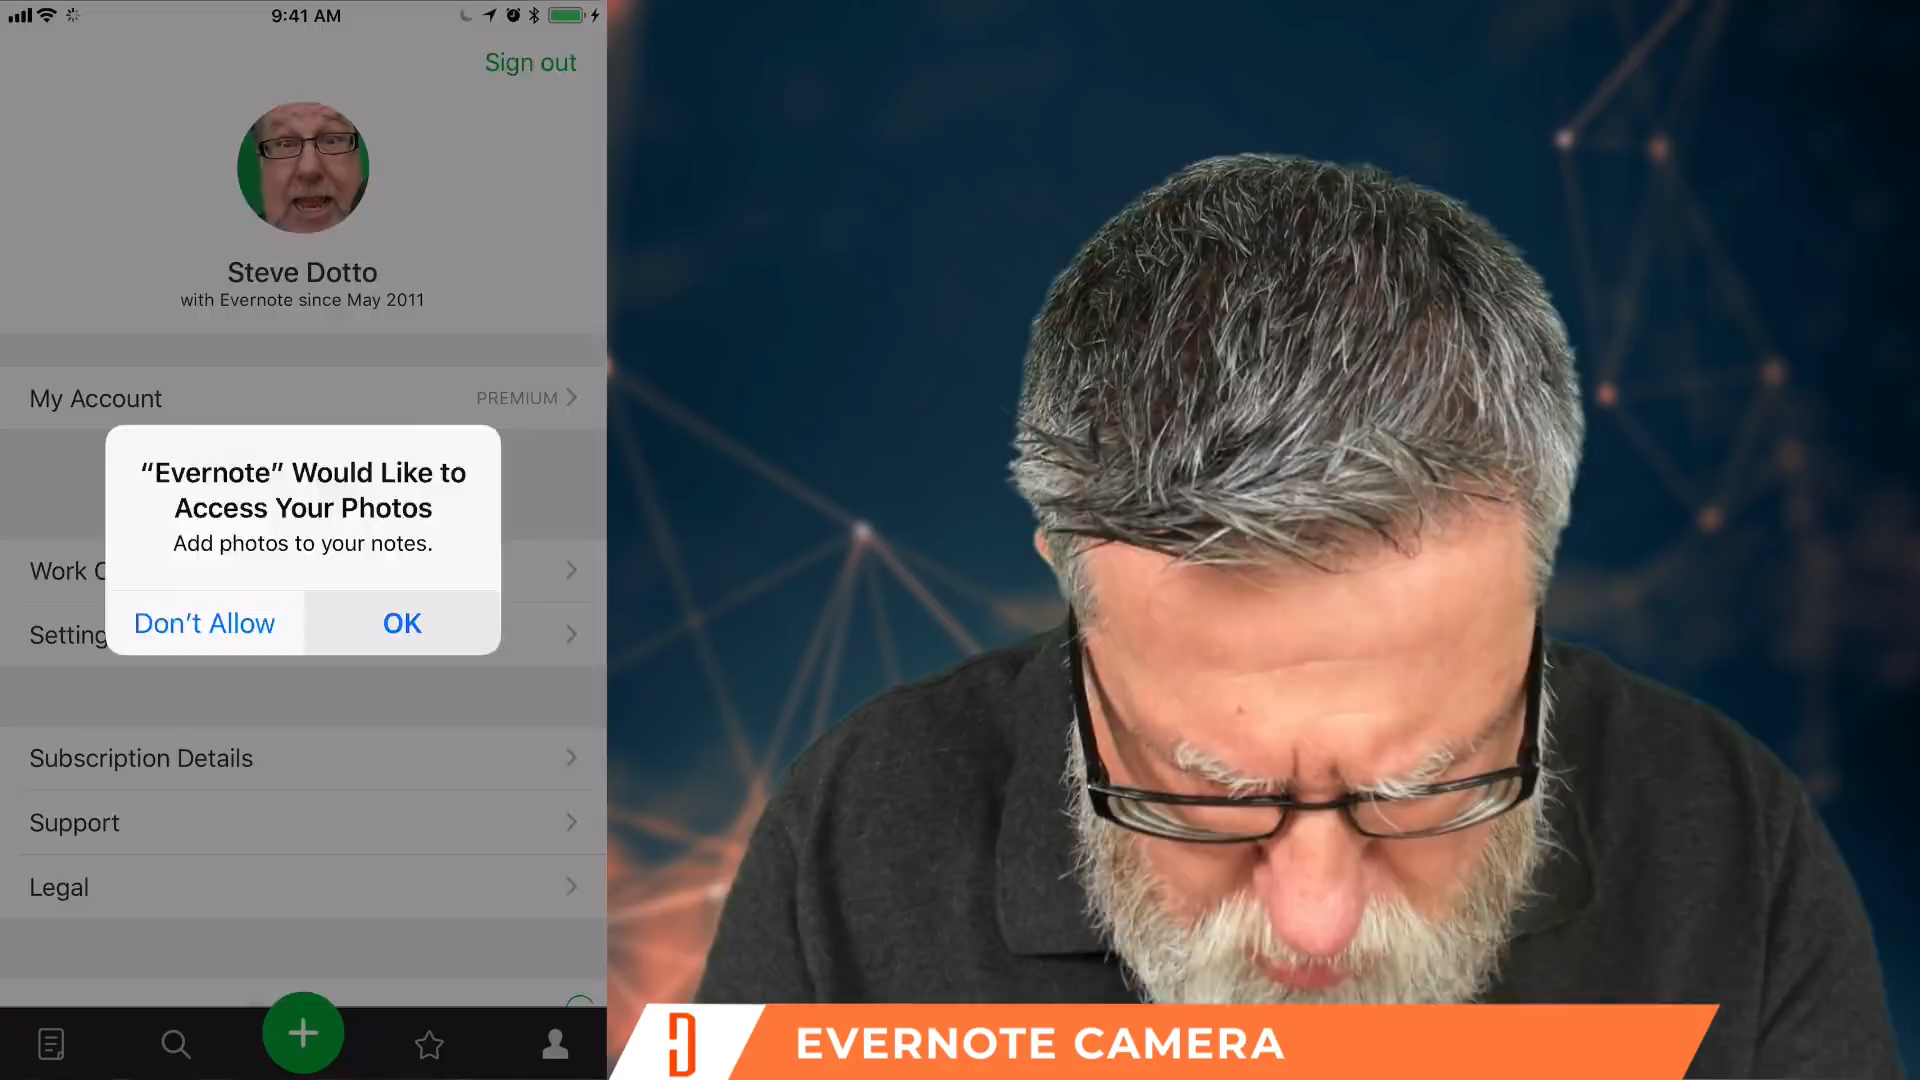 9:41 AM
Sign out
Steve Dotto
with Evernote since May 2011
My Account
PREMIUM
“Evernote” Would Like to
Access Your Photos
Add photos to your notes.
Don’t Allow
OK
Work C
Setting
Subscription Details
Support
Legal
EVERNOTE CAMERA